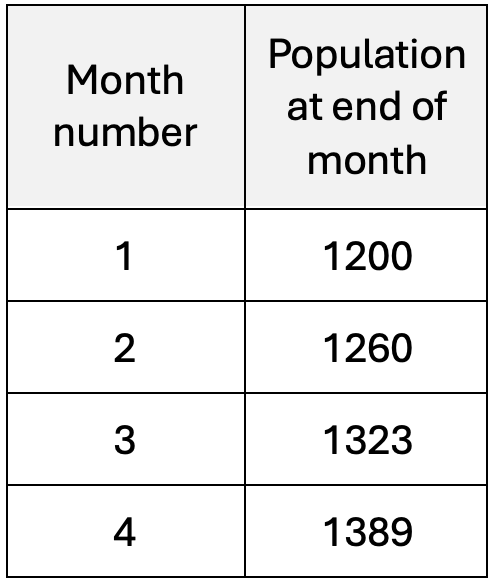 Month
number
Population
at end of
month
1 1200
2 1260
3 1323
4 1389